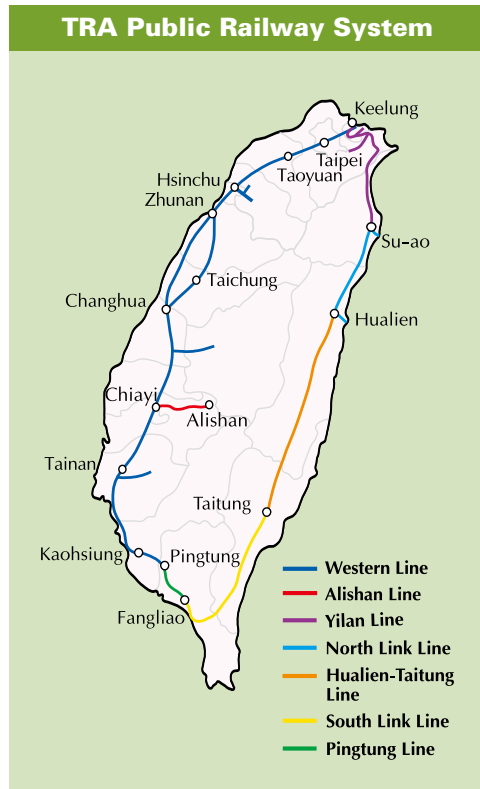 TRA Public Railway System
Keelung
Taipei
Taoyuan
Hsinchu
Zhunan
Su-ao
Taichung
Changhua
Hualien
Chiayi
Alishan
Tainan
Taitung
Kaohsiung
Pingtung
Fangliao
Western Line
Alishan Line
Yilan Line
North Link Line
Hualien-Taitung
Line
South Link Line
Pingtung Line